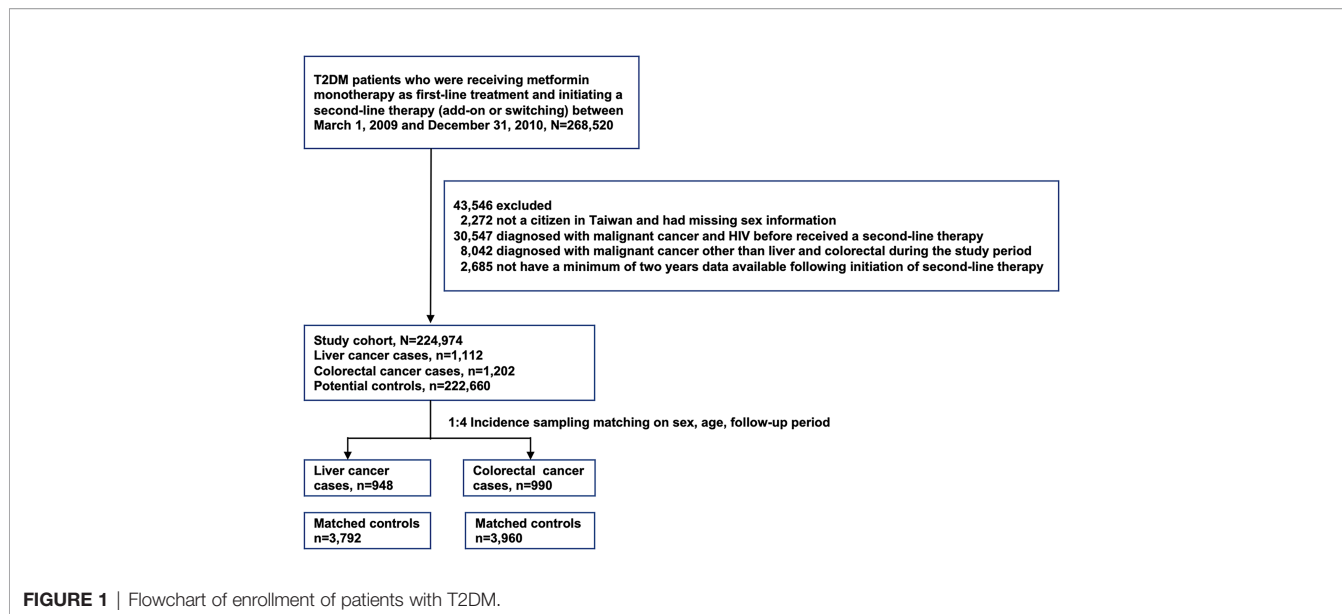 T2DM patients who were receiving metformin
monotherapy as first-line treatment and initiating a
second-line therapy (add-on or switching) between
March 1, 2009 and December 31, 2010, N=268,520
43,546 excluded
2,272 not a citizen in Taiwan and had missing sex information
30,547 diagnosed with malignant cancer and HIV before received a second-line therapy
8,042 diagnosed with malignant cancer other than liver and colorectal during the study period
2,685 not have a minimum of two years data available following initiation of second-line therapy
Study cohort, N=224,974
Liver cancer cases, n=1,112
Colorectal cancer cases, n=1,202
Potential controls, n=222,660
1:4 Incidence sampling matching on sex, age, follow-up period
Liver cancer
cases, n=948
Colorectal cancer
cases, n=990
Matched controls
n=3,792
Matched controls
n=3,960
FIGURE 1 | Flowchart of enrollment of patients with T2DM.